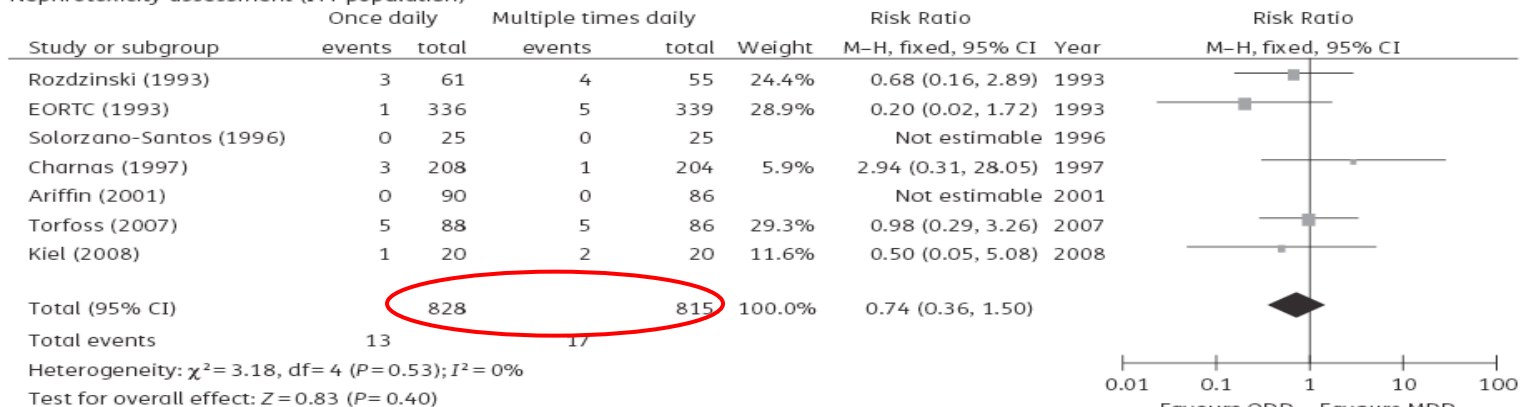 Once daily Multiple times daily Risk Ratio Risk Ratio
Study or subgroup events total events total Weight M–H, fixed, 95% CI Year M–H, fixed, 95% CI
Rozdzinski (1993) 3 61 4 55 24.4% 0.68 (0.16, 2.89) 1993
EORTC (1993) 1 336 5 339 28.9% 0.20 (0.02, 1.72) 1993
Solorzano-Santos (1996) 0 25 0 25 Not estimable 1996
Charnas (1997) 3 208 1 204 5.9% 2.94 (0.31, 28.05) 1997
Ariffin (2001) 0 90 0 86 Not estimable 2001
Torfoss (2007) 5 88 5 86 29.3% 0.98 (0.29, 3.26) 2007
Kiel (2008) 1 20 2 20 11.6% 0.50 (0.05, 5.08) 2008
Total (95% CI) 828 815 100.0% 0.74 (0.36, 1.50)
Total events 13 17
Heterogeneity: χ²= 3.18, df= 4 (P= 0.53); I²= 0%
0.01 0.1 1 10 100
Test for overall effect: Z= 0.83 (P= 0.40)